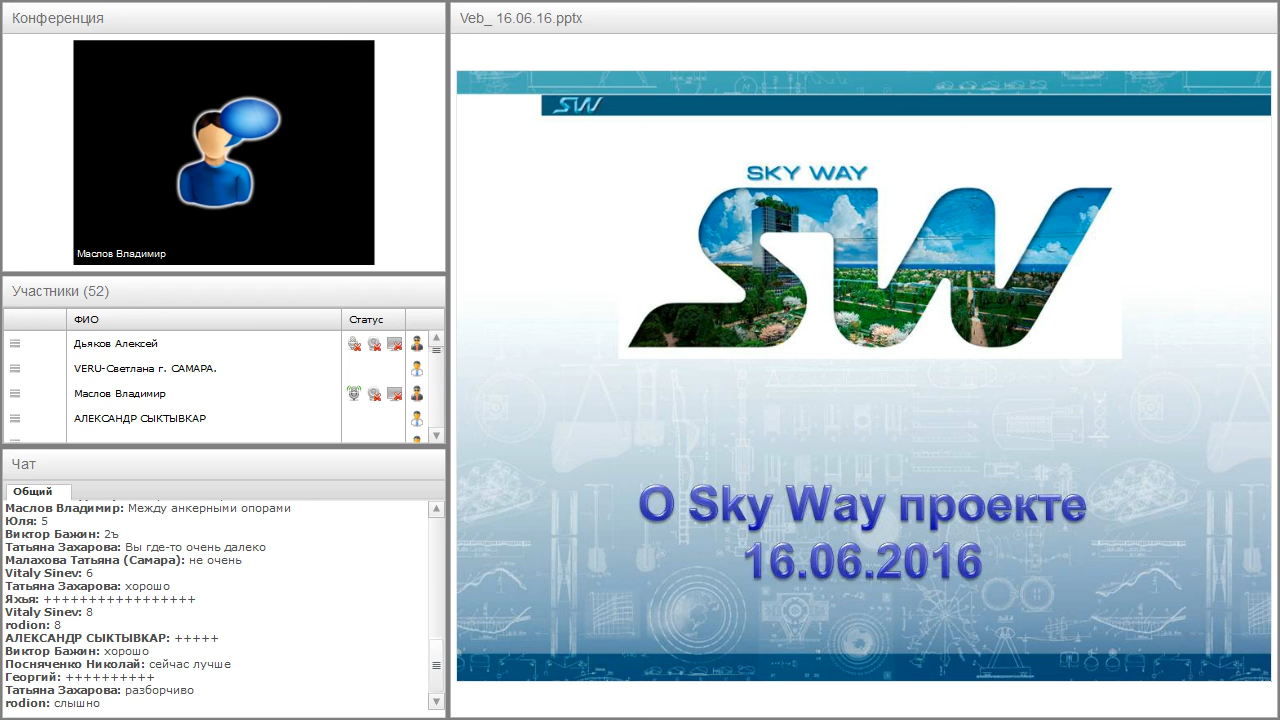 Конференция
Маслов Владимир
Участники (52)
ФИО Статус
Дьяков Алексей
VERU-Светлана г. САМАРА.
Маслов Владимир
АЛЕКСАНДР СЫКТЫВКАР
Чат
Общий
Маслов Владимир: Между анкерными опорами
Юля: 5
Виктор Бажин: 2ъ
Татьяна Захарова: Вы где-то очень далеко
Малахова Татьяна (Самара): не очень
Vitaly Sinev: 6
Татьяна Захарова: хорошо
Яхья: +++++++++++++++++
Vitaly Sinev: 8
rodion: 8
АЛЕКСАНДР СЫКТЫВКАР: +++++
Виктор Бажин: хорошо
Посняченко Николай: сейчас лучше
Георгий: ++++++++++
Татьяна Захарова: разборчиво
rodion: слышно
Veb_ 16.06.16.pptx
SW
SKY WAY
SW
О Sky Way проекте
16.06.2016